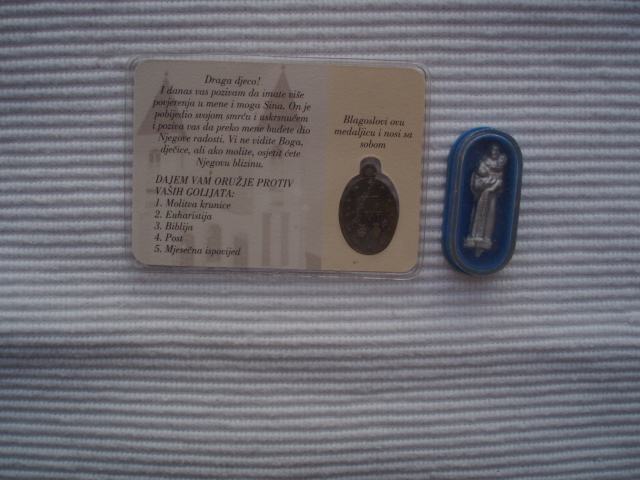 Draga djeco!
I danas vas pozivam da imate više
povjerenja u mene i moga Sina. On je
pobijedio svojom smrću i uskrsnućem
i poziva vas da preko mene budete dio
Njegove radosti. Vi ne vidite Boga,
dječice, ali ako molite, osjetit ćete
Njegovu blizinu.
DAJEM VAM ORUŽJE PROTIV
VAŠIH GOLIJATA:
1. Molitva krunice
2. Euharistija
3. Biblija
4. Post
5. Mjesečna ispovijed
Blagoslovi ovu
medaljicu i nosi sa
sobom